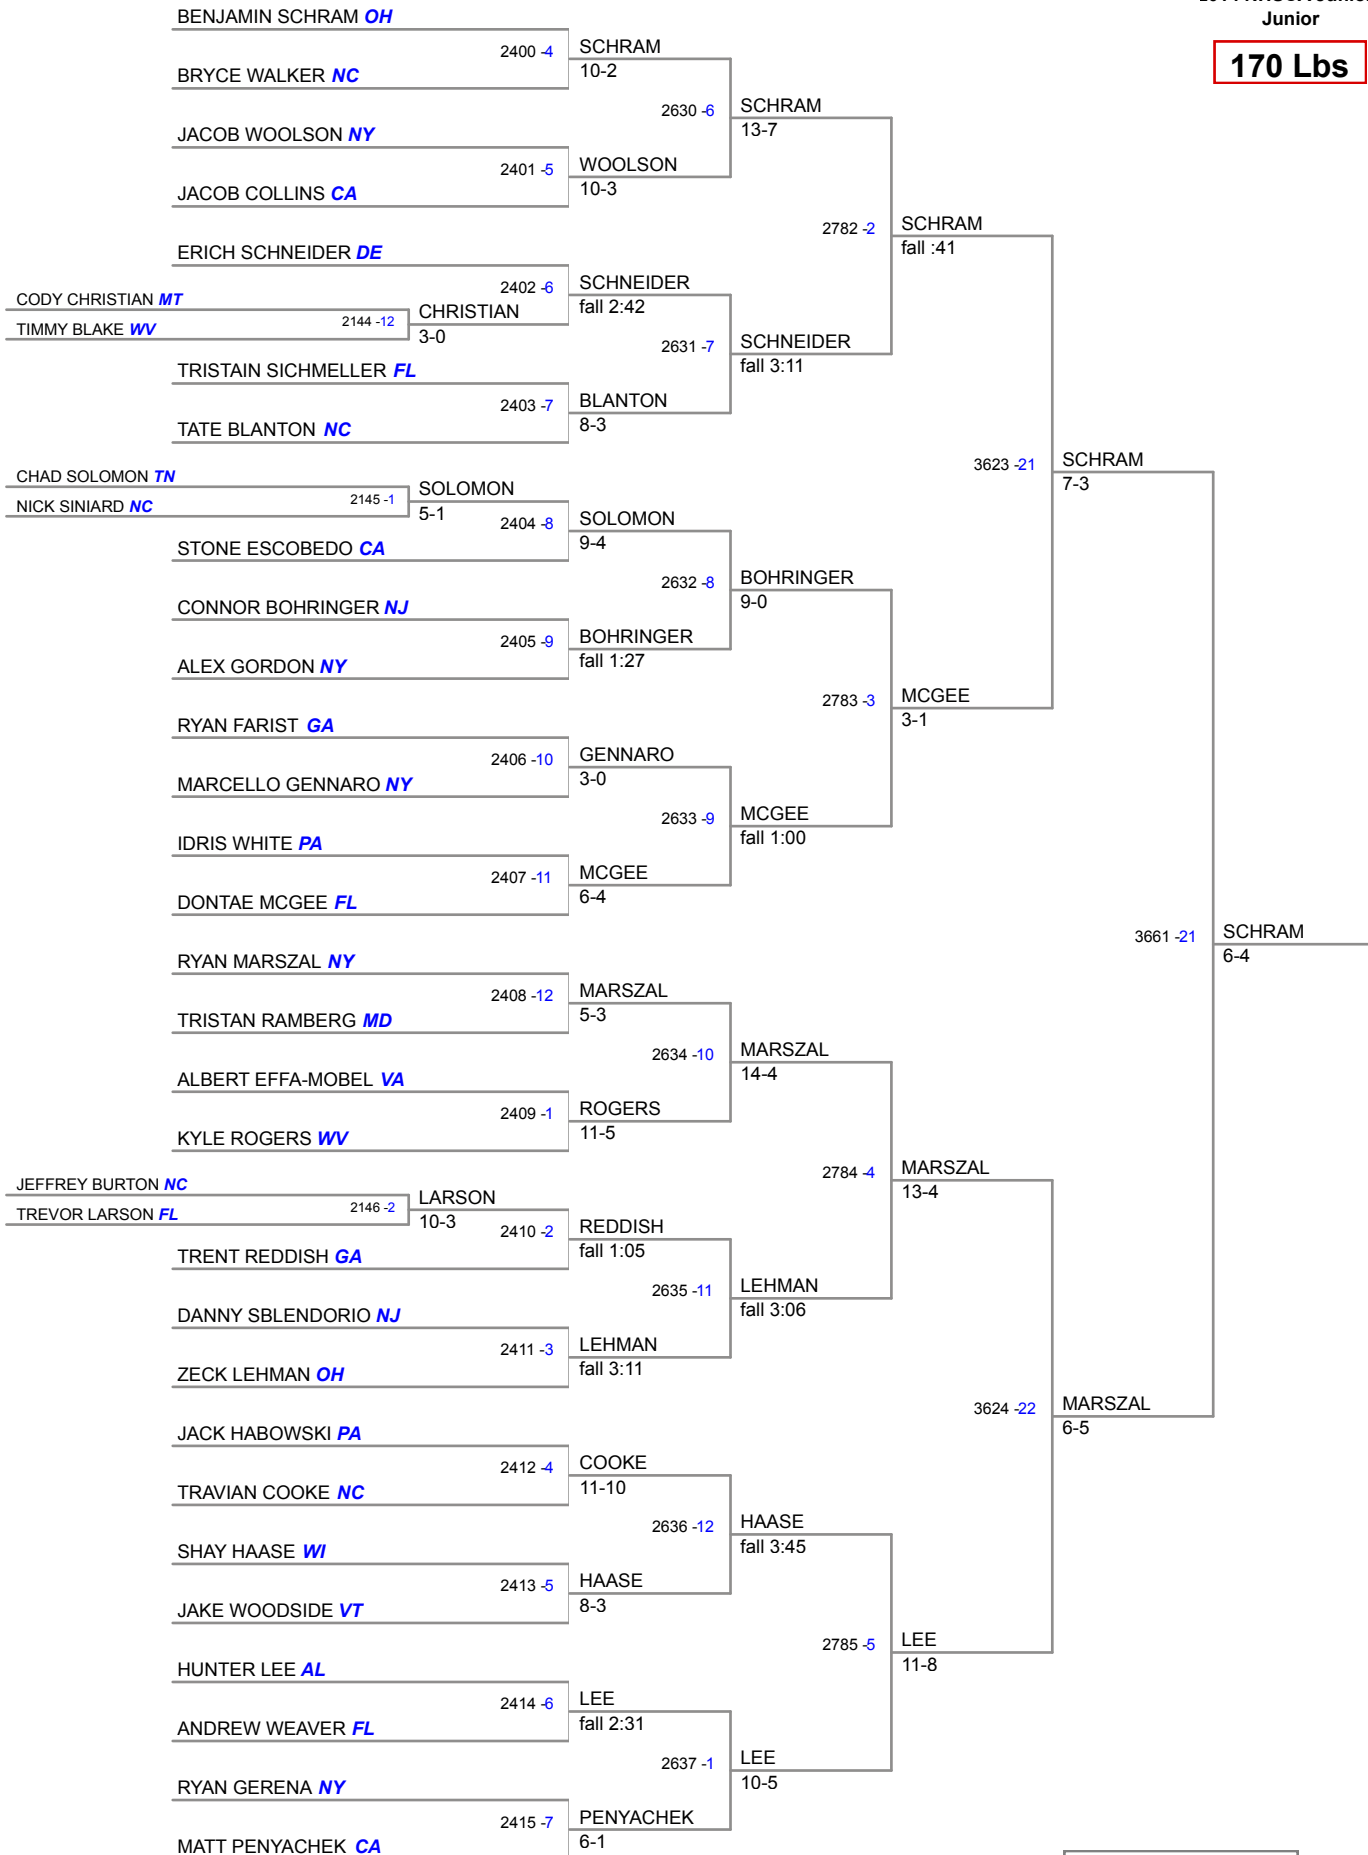 Junior
170 Lbs
BENJAMIN SCHRAM OH
2400 -4
SCHRAM
10-2
BRYCE WALKER NC
2630 -6
SCHRAM
13-7
JACOB WOOLSON NY
2401 -5
WOOLSON
10-3
JACOB COLLINS CA
2782 -2
SCHRAM
fall :41
ERICH SCHNEIDER DE
2402 -6
SCHNEIDER
fall 2:42
CODY CHRISTIAN MT
2144 -12
CHRISTIAN
3-0
TIMMY BLAKE WV
2631 -7
SCHNEIDER
fall 3:11
TRISTAIN SICHMELLER FL
2403 -7
BLANTON
8-3
TATE BLANTON NC
3623 -21
SCHRAM
7-3
CHAD SOLOMON TN
2145 -1
SOLOMON
5-1
NICK SINIARD NC
2404 -8
SOLOMON
9-4
STONE ESCOBEDO CA
2632 -8
BOHRINGER
9-0
CONNOR BOHRINGER NJ
2405 -9
BOHRINGER
fall 1:27
ALEX GORDON NY
2783 -3
MCGEE
3-1
RYAN FARIST GA
2406 -10
GENNARO
3-0
MARCELLO GENNARO NY
2633 -9
MCGEE
fall 1:00
IDRIS WHITE PA
2407 -11
MCGEE
6-4
DONTAE MCGEE FL
3661 -21
SCHRAM
6-4
RYAN MARSZAL NY
2408 -12
MARSZAL
5-3
TRISTAN RAMBERG MD
2634 -10
MARSZAL
14-4
ALBERT EFFA-MOBEL VA
2409 -1
ROGERS
11-5
KYLE ROGERS WV
2784 -4
MARSZAL
13-4
JEFFREY BURTON NC
2146 -2
LARSON
10-3
TREVOR LARSON FL
2410 -2
REDDISH
fall 1:05
TRENT REDDISH GA
2635 -11
LEHMAN
fall 3:06
DANNY SBLENDORIO NJ
2411 -3
LEHMAN
fall 3:11
ZECK LEHMAN OH
3624 -22
MARSZAL
6-5
JACK HABOWSKI PA
2412 -4
COOKE
11-10
TRAVIAN COOKE NC
2636 -12
HAASE
fall 3:45
SHAY HAASE WI
2413 -5
HAASE
8-3
JAKE WOODSIDE VT
2785 -5
LEE
11-8
HUNTER LEE AL
2414 -6
LEE
fall 2:31
ANDREW WEAVER FL
2637 -1
LEE
10-5
RYAN GERENA NY
2415 -7
PENYACHEK
6-1
MATT PENYACHEK CA